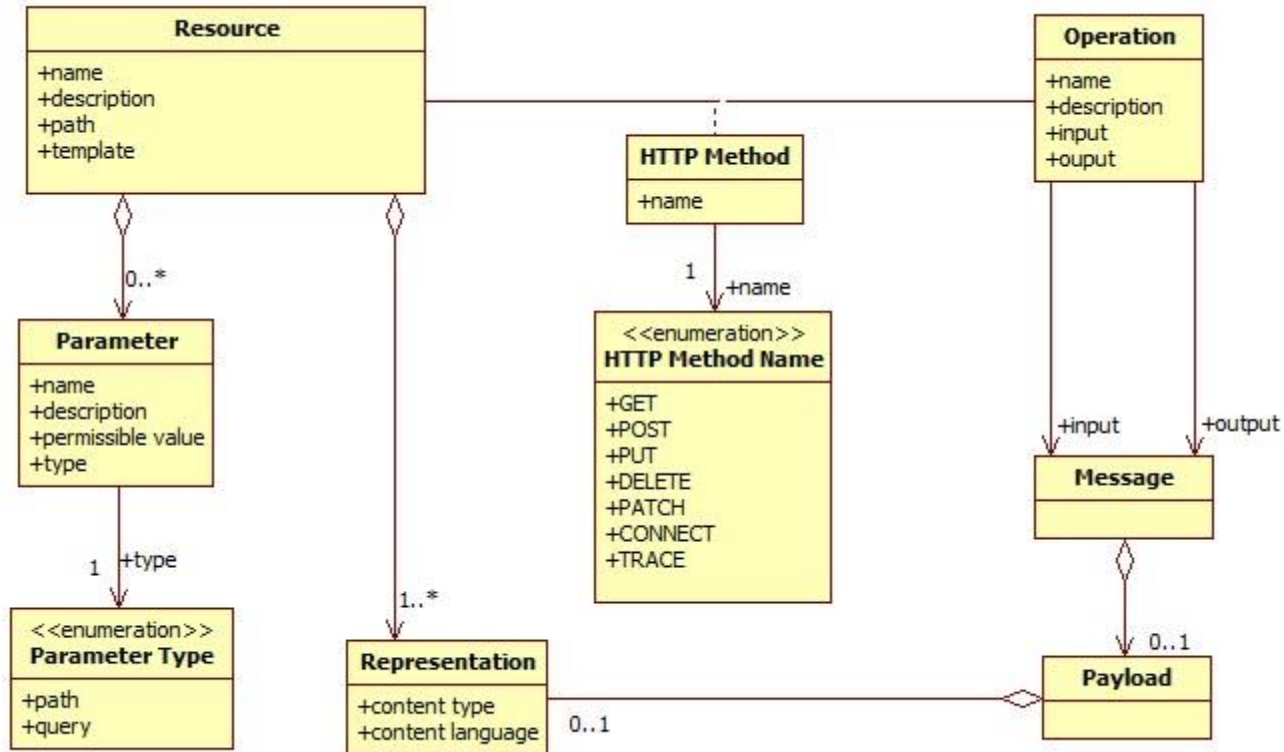 Resource
+name
+description
+path
+template
Operation
+name
+description
+input
+ouput
HTTP Method
+name
0..*
1
+name
Parameter
+name
+description
+permissible value
+type
<<enumeration>>
HTTP Method Name
+GET
+POST
+PUT
+DELETE
+PATCH
+CONNECT
+TRACE
+input
+output
Message
1
+type
1..*
0..1
<<enumeration>>
Parameter Type
+path
+query
Representation
+content type
+content language
0..1
Payload